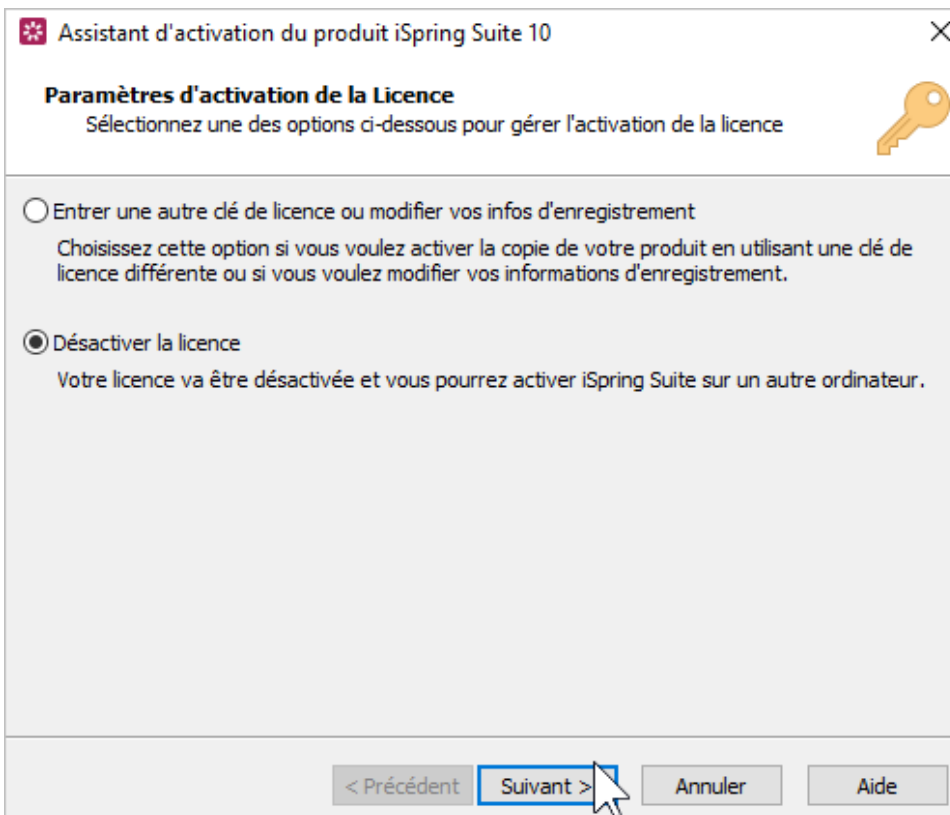 Assistant d'activation du produit iSpring Suite 10
Paramètres d'activation de la Licence
Sélectionnez une des options ci-dessous pour gérer l'activation de la licence
Entrer une autre clé de licence ou modifier vos infos d'enregistrement
Choisissez cette option si vous voulez activer la copie de votre produit en utilisant une clé de
licence différente ou si vous voulez modifier vos informations d'enregistrement.
Désactiver la licence
Votre licence va être désactivée et vous pourrez activer iSpring Suite sur un autre ordinateur.
< Précédent Suivant > Annuler Aide